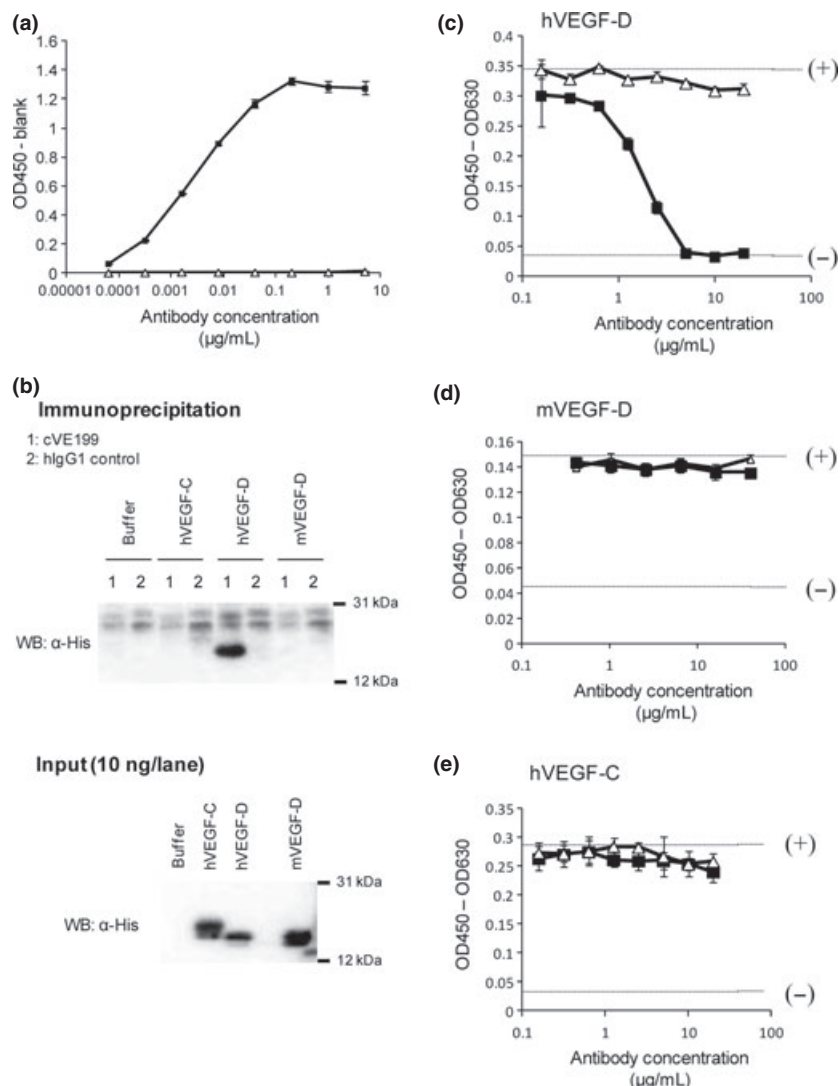 (a)
1.6
1.4
1.2
1
0.8
0.6
0.4
0.2
0
OD450 - blank
0.00001 0.0001 0.001 0.01 0.1 1 10
Antibody concentration
(µg/mL)
(b)
Immunoprecipitation
1: cVE199
2: hIgG1 control
Buffer
hVEGF-C
hVEGF-D
mVEGF-D
1 2 1 2 1 2 1 2
31 kDa
WB: α-His
12 kDa
Input (10 ng/lane)
Buffer
hVEGF-C
hVEGF-D
mVEGF-D
31 kDa
WB: α-His
12 kDa
(c)
hVEGF-D
0.4
0.35
0.3
0.25
0.2
0.15
0.1
0.05
0
OD450 – OD630
(+)
(−)
0.1 1 10 100
Antibody concentration
(µg/mL)
(d)
mVEGF-D
0.16
0.14
0.12
0.1
0.08
0.06
0.04
0.02
0
OD450 – OD630
(+)
(−)
0.1 1 10 100
Antibody concentration
(µg/mL)
(e)
hVEGF-C
0.35
0.3
0.25
0.2
0.15
0.1
0.05
0
OD450 – OD630
(+)
(−)
0.1 1 10 100
Antibody concentration
(µg/mL)